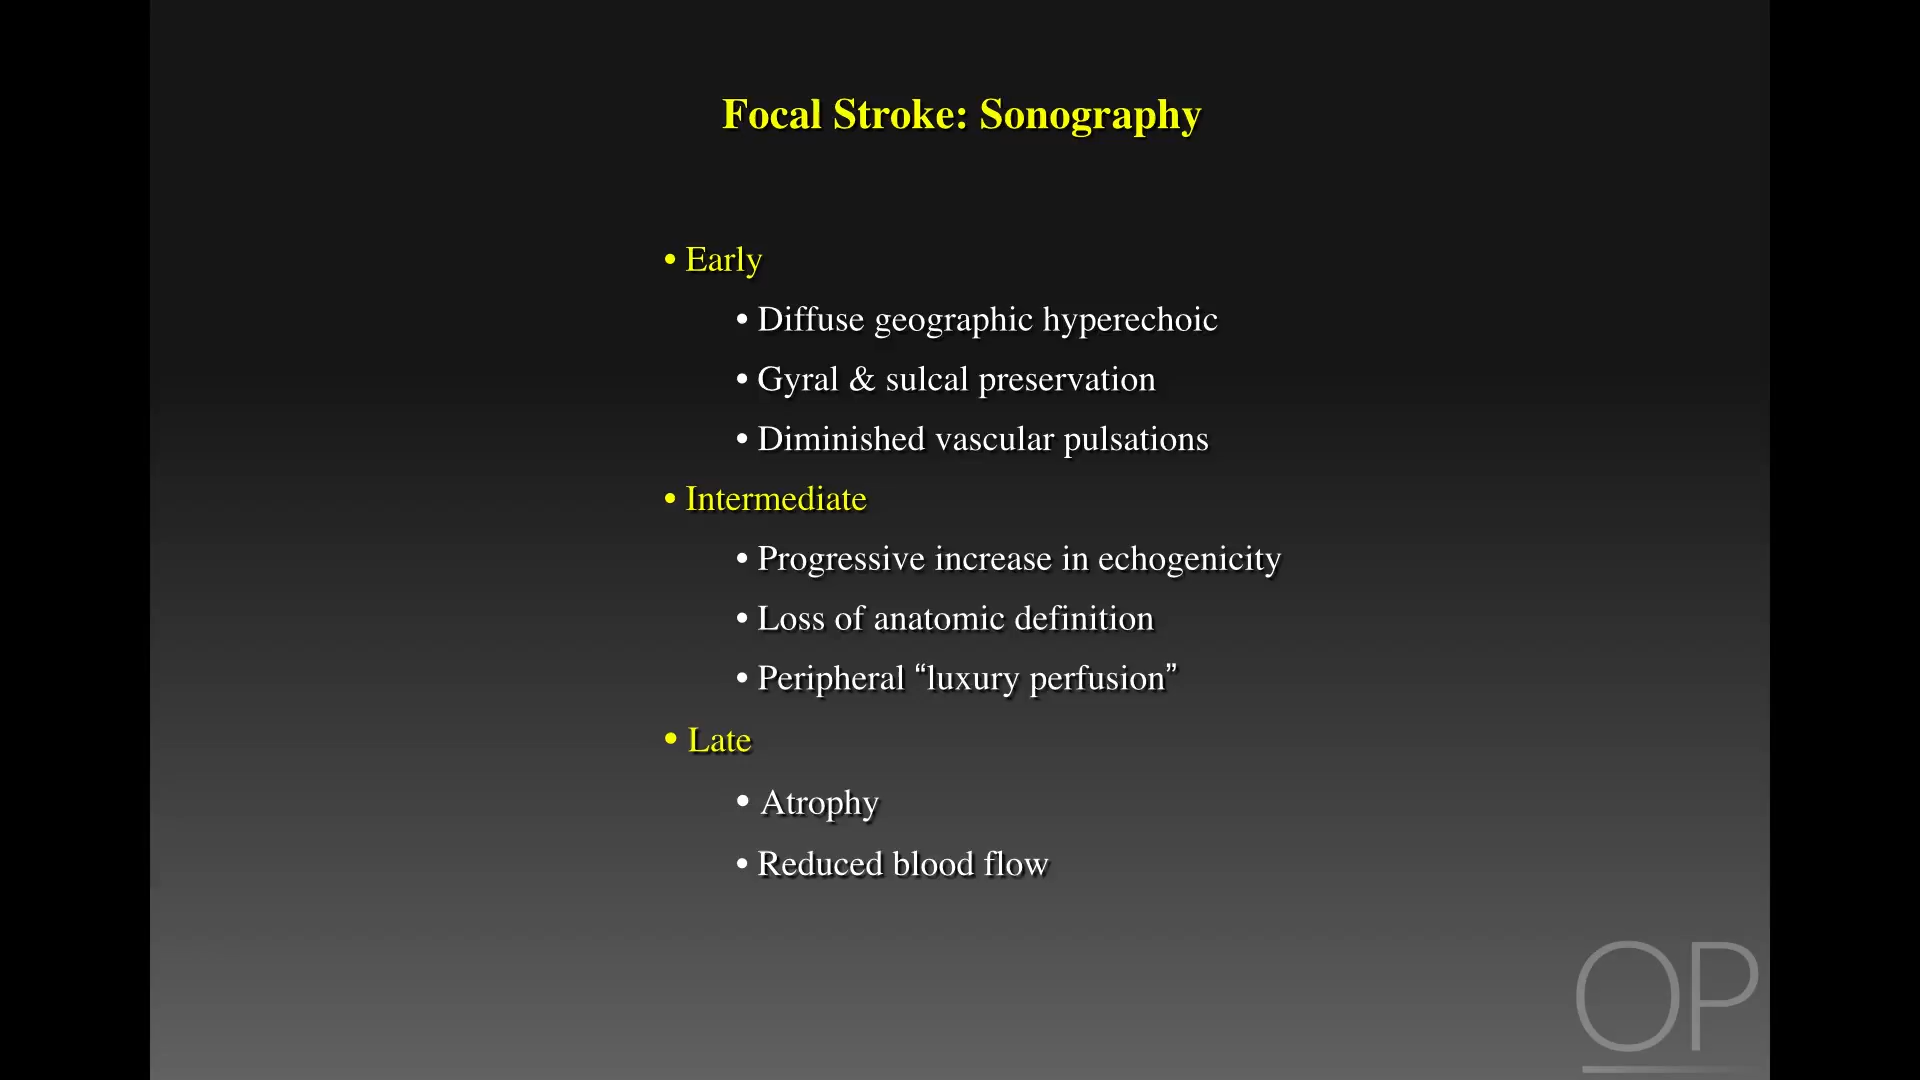 Focal Stroke: Sonography
• Early
• Diffuse geographic hyperechoic
• Gyral & sulcal preservation
• Diminished vascular pulsations
• Intermediate
• Progressive increase in echogenicity
• Loss of anatomic definition
• Peripheral “luxury perfusion”
• Late
• Atrophy
• Reduced blood flow
OP